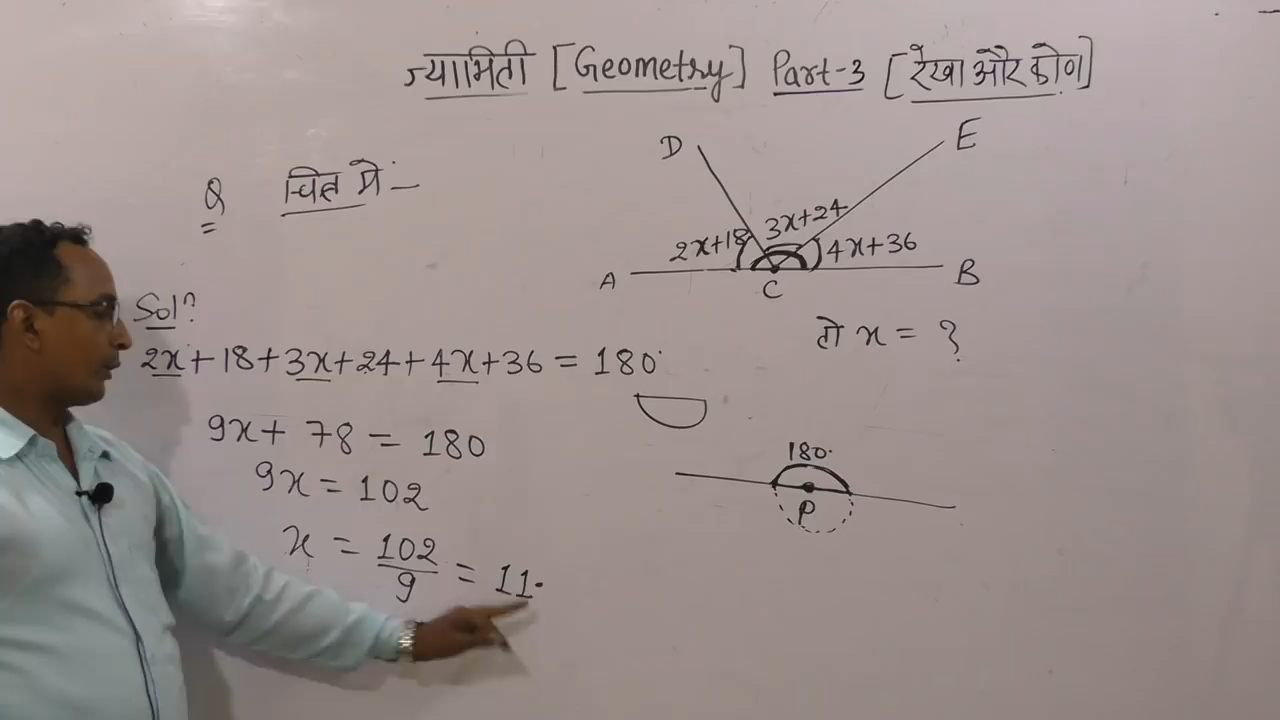 ज्यामिती [Geometry] Part-3 [रेखा और कोण]
Q चित्र में:-
D
E
2x+18
3x+24
4x+36
A
C
B
तो x = ?
Sol?
2x+18+3x+24+4x+36 = 180°
9x+ 78 = 180
9x = 102
x = 102/9 = 11.
180°
P